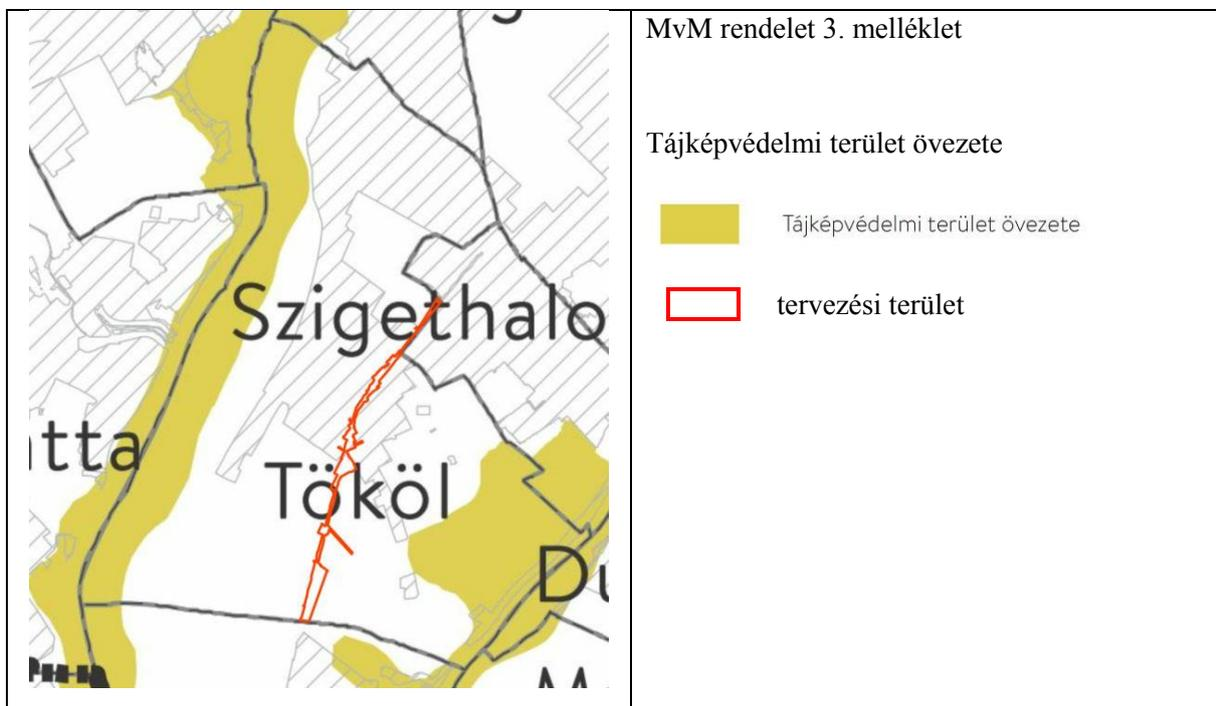 Szigethalo
tta
Tököl
Du
MvM rendelet 3. melléklet
Tájképvédelmi terület övezete
Tájképvédelmi terület övezete
tervezési terület